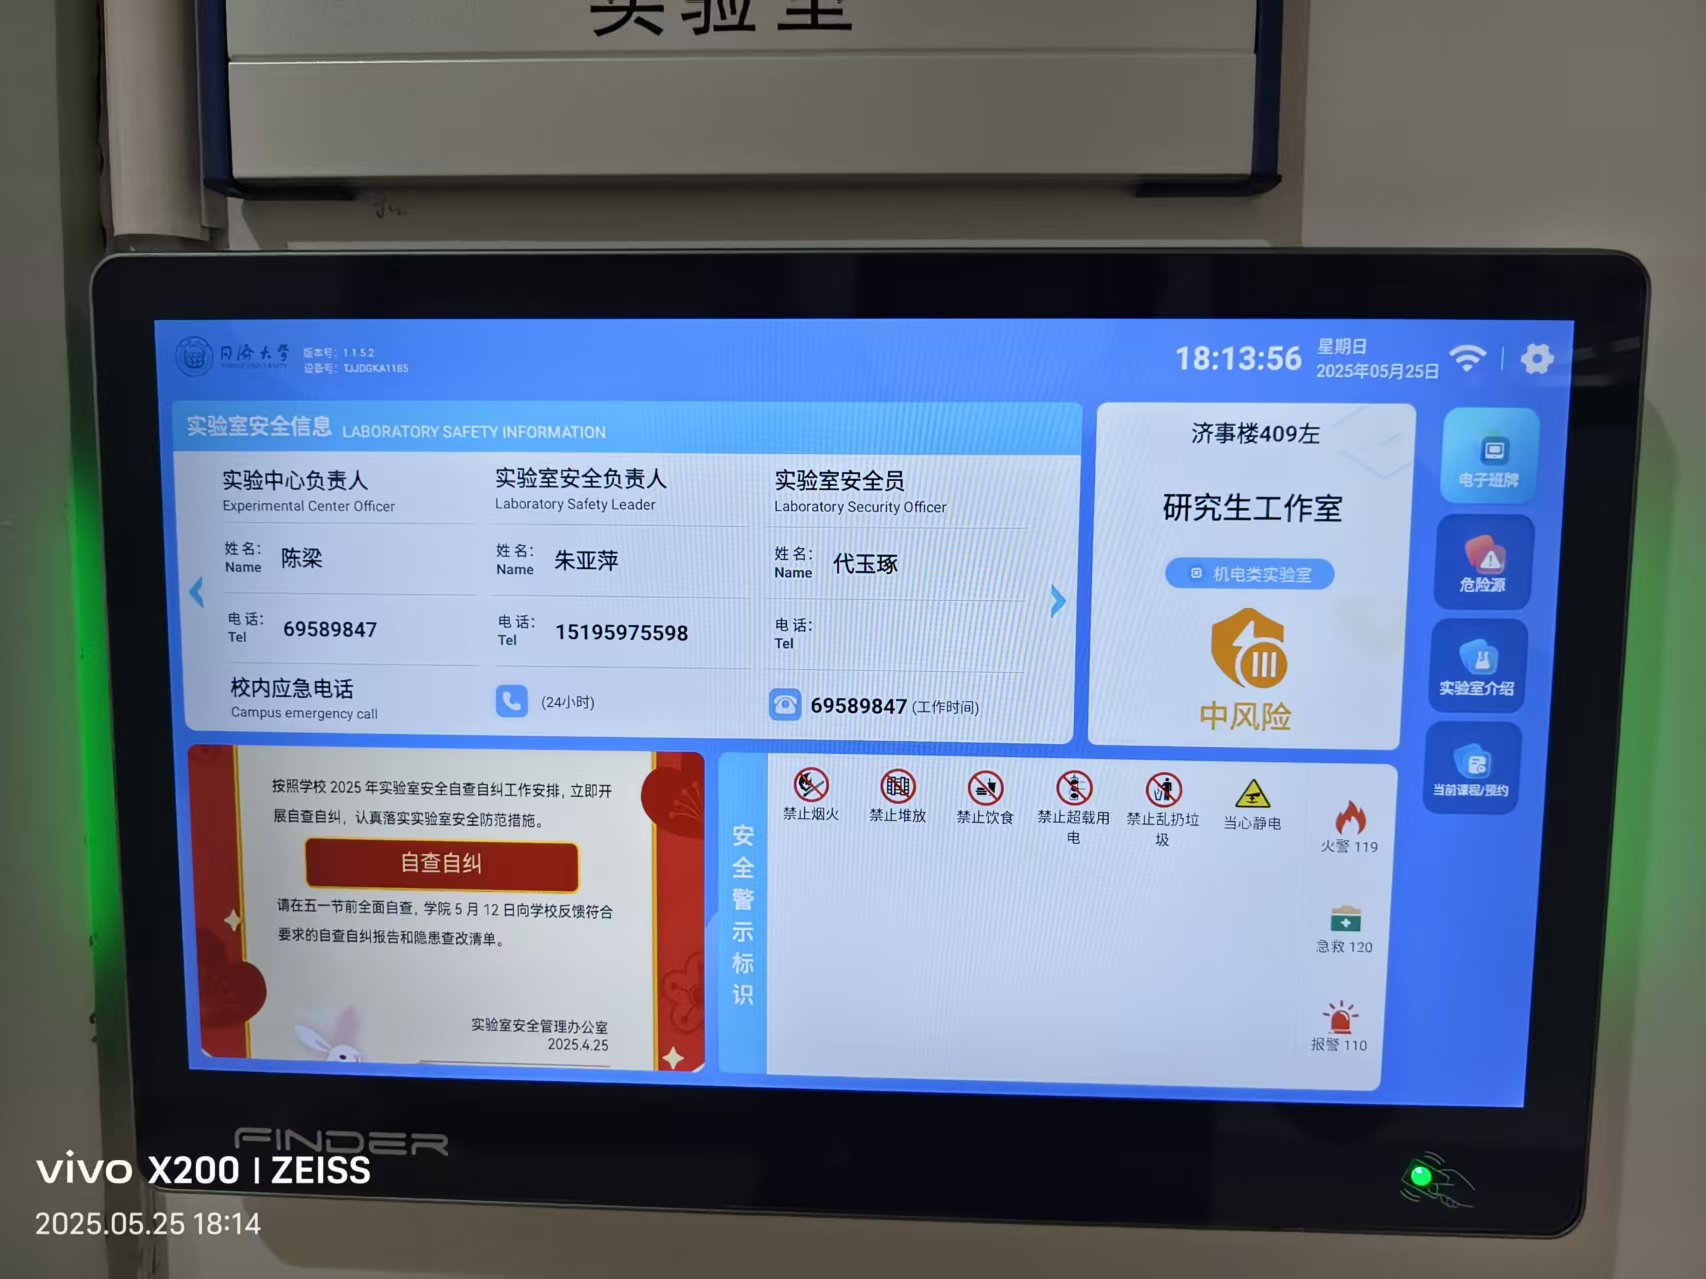 实验室
同济大学
版本号: 1.1.5.2
设备号: TJJDGKA1185
18:13:56
星期日
2025年05月25日
实验室安全信息 LABORATORY SAFETY INFORMATION
实验中心负责人
Experimental Center Officer
姓名:
Name
陈梁
电话:
Tel
69589847
实验室安全负责人
Laboratory Safety Leader
姓名:
Name
朱亚萍
电话:
Tel
15195975598
实验室安全员
Laboratory Security Officer
姓名:
Name
代玉琢
电话:
Tel
校内应急电话
Campus emergency call
(24小时)
69589847 (工作时间)
济事楼409左
研究生工作室
机电类实验室
III
中风险
电子班牌
危险源
实验室介绍
当前课程/预约
按照学校 2025 年实验室安全自查自纠工作安排, 立即开
展自查自纠, 认真落实实验室安全防范措施。
自查自纠
请在五一节前全面自查, 学院 5 月 12 日向学校反馈符合
要求的自查自纠报告和隐患查改清单。
实验室安全管理办公室
2025.4.25
安全警示标识
禁止烟火
禁止堆放
禁止饮食
禁止超载用
电
禁止乱扔垃
圾
当心静电
火警 119
急救 120
报警 110
FINDER
vivo X200 | ZEISS
2025.05.25 18:14